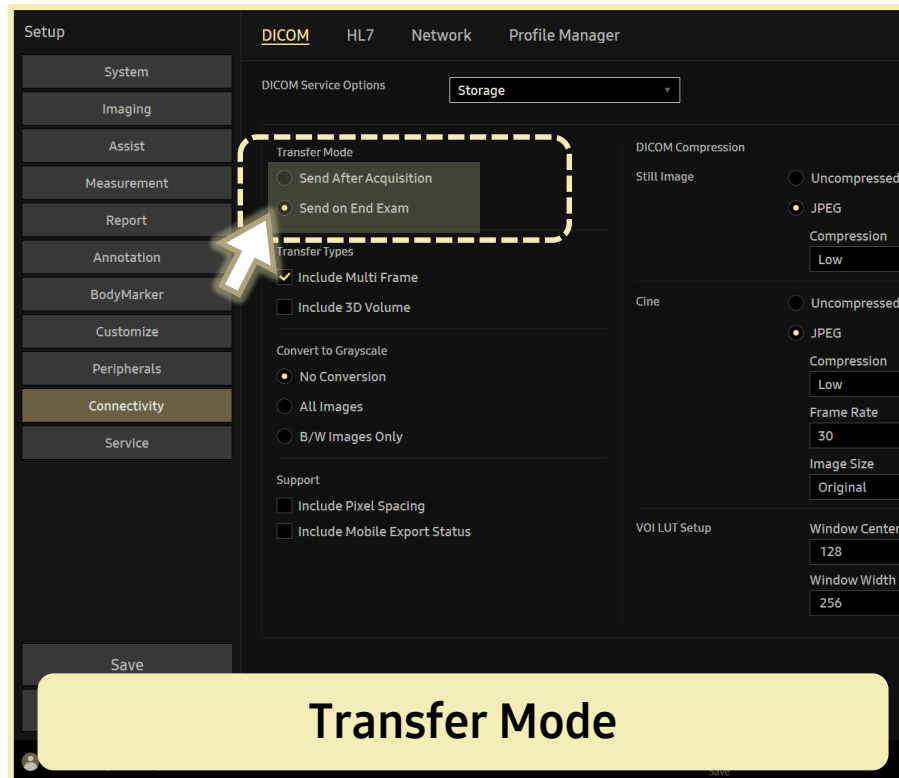 Setup
System
Imaging
Assist
Measurement
Report
Annotation
BodyMarker
Customize
Peripherals
Connectivity
Service
Save
DICOM HL7 Network Profile Manager
DICOM Service Options Storage
Transfer Mode
Send After Acquisition
Send on End Exam
Transfer Types
Include Multi Frame
Include 3D Volume
Convert to Grayscale
No Conversion
All Images
B/W Images Only
Support
Include Pixel Spacing
Include Mobile Export Status
DICOM Compression
Still Image Uncompressed
JPEG
Compression
Low
Cine Uncompressed
JPEG
Compression
Low
Frame Rate
30
Image Size
Original
VOI LUT Setup Window Center
128
Window Width
256
Transfer Mode
Save